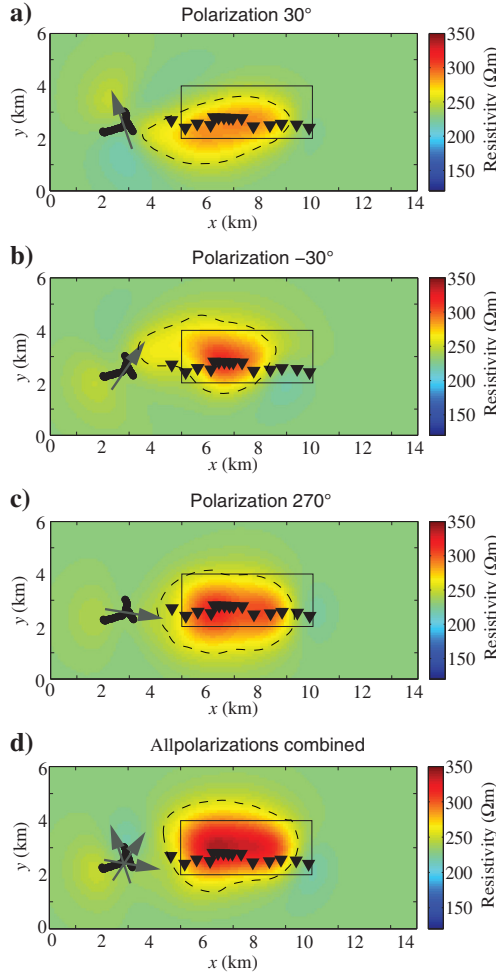 a)
Polarization 30°
6
4
2
0
y (km)
0 2 4 6 8 10 12 14
x (km)
350
300
250
200
150
Resistivity (Ωm)
b)
Polarization −30°
6
4
2
0
y (km)
0 2 4 6 8 10 12 14
x (km)
350
300
250
200
150
Resistivity (Ωm)
c)
Polarization 270°
6
4
2
0
y (km)
0 2 4 6 8 10 12 14
x (km)
350
300
250
200
150
Resistivity (Ωm)
d)
Allpolarizations combined
6
4
2
0
y (km)
0 2 4 6 8 10 12 14
x (km)
350
300
250
200
150
Resistivity (Ωm)